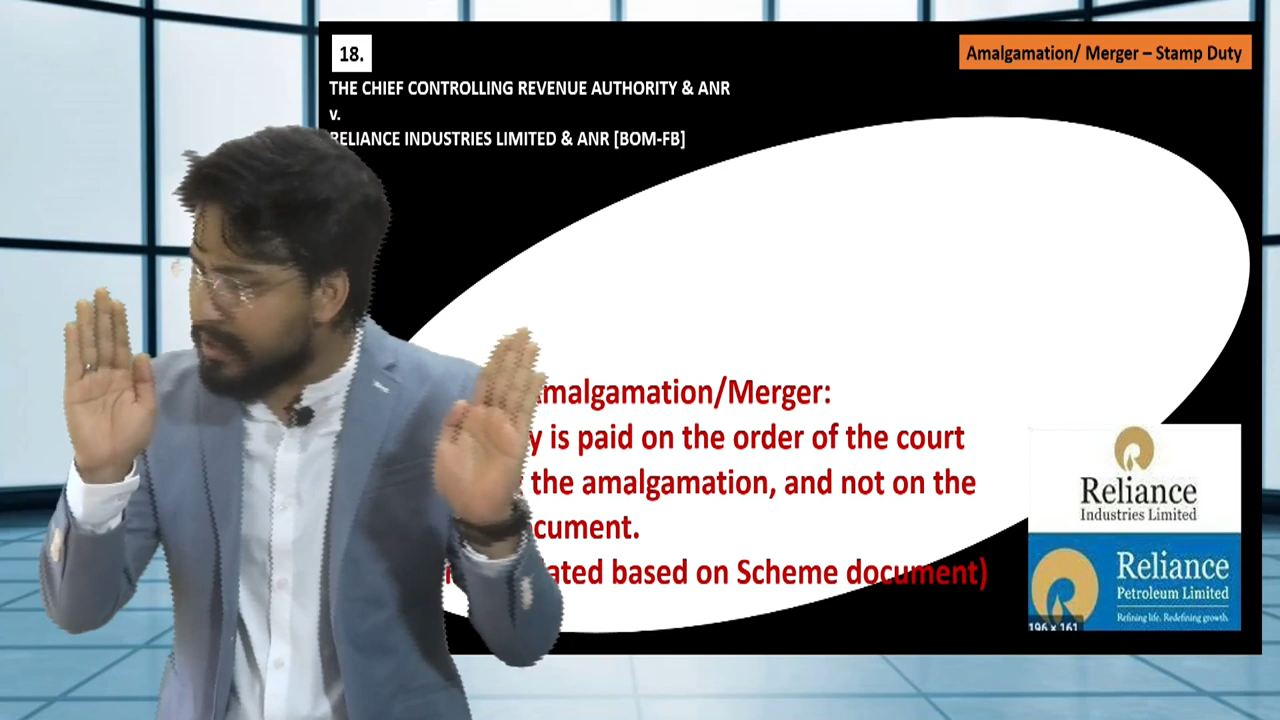 18.
Amalgamation/ Merger – Stamp Duty
THE CHIEF CONTROLLING REVENUE AUTHORITY & ANR
v.
RELIANCE INDUSTRIES LIMITED & ANR [BOM-FB]
Amalgamation/Merger:
is paid on the order of the court
the amalgamation, and not on the
based on Scheme document)
Reliance
Industries Limited
Reliance
Petroleum Limited
Refining life. Redefining growth.
196 x 161